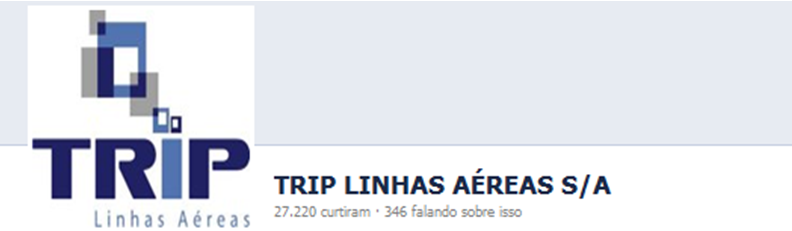 TRIP
Linhas Aéreas
TRIP LINHAS AÉREAS S/A
27.220 curtiram · 346 falando sobre isso